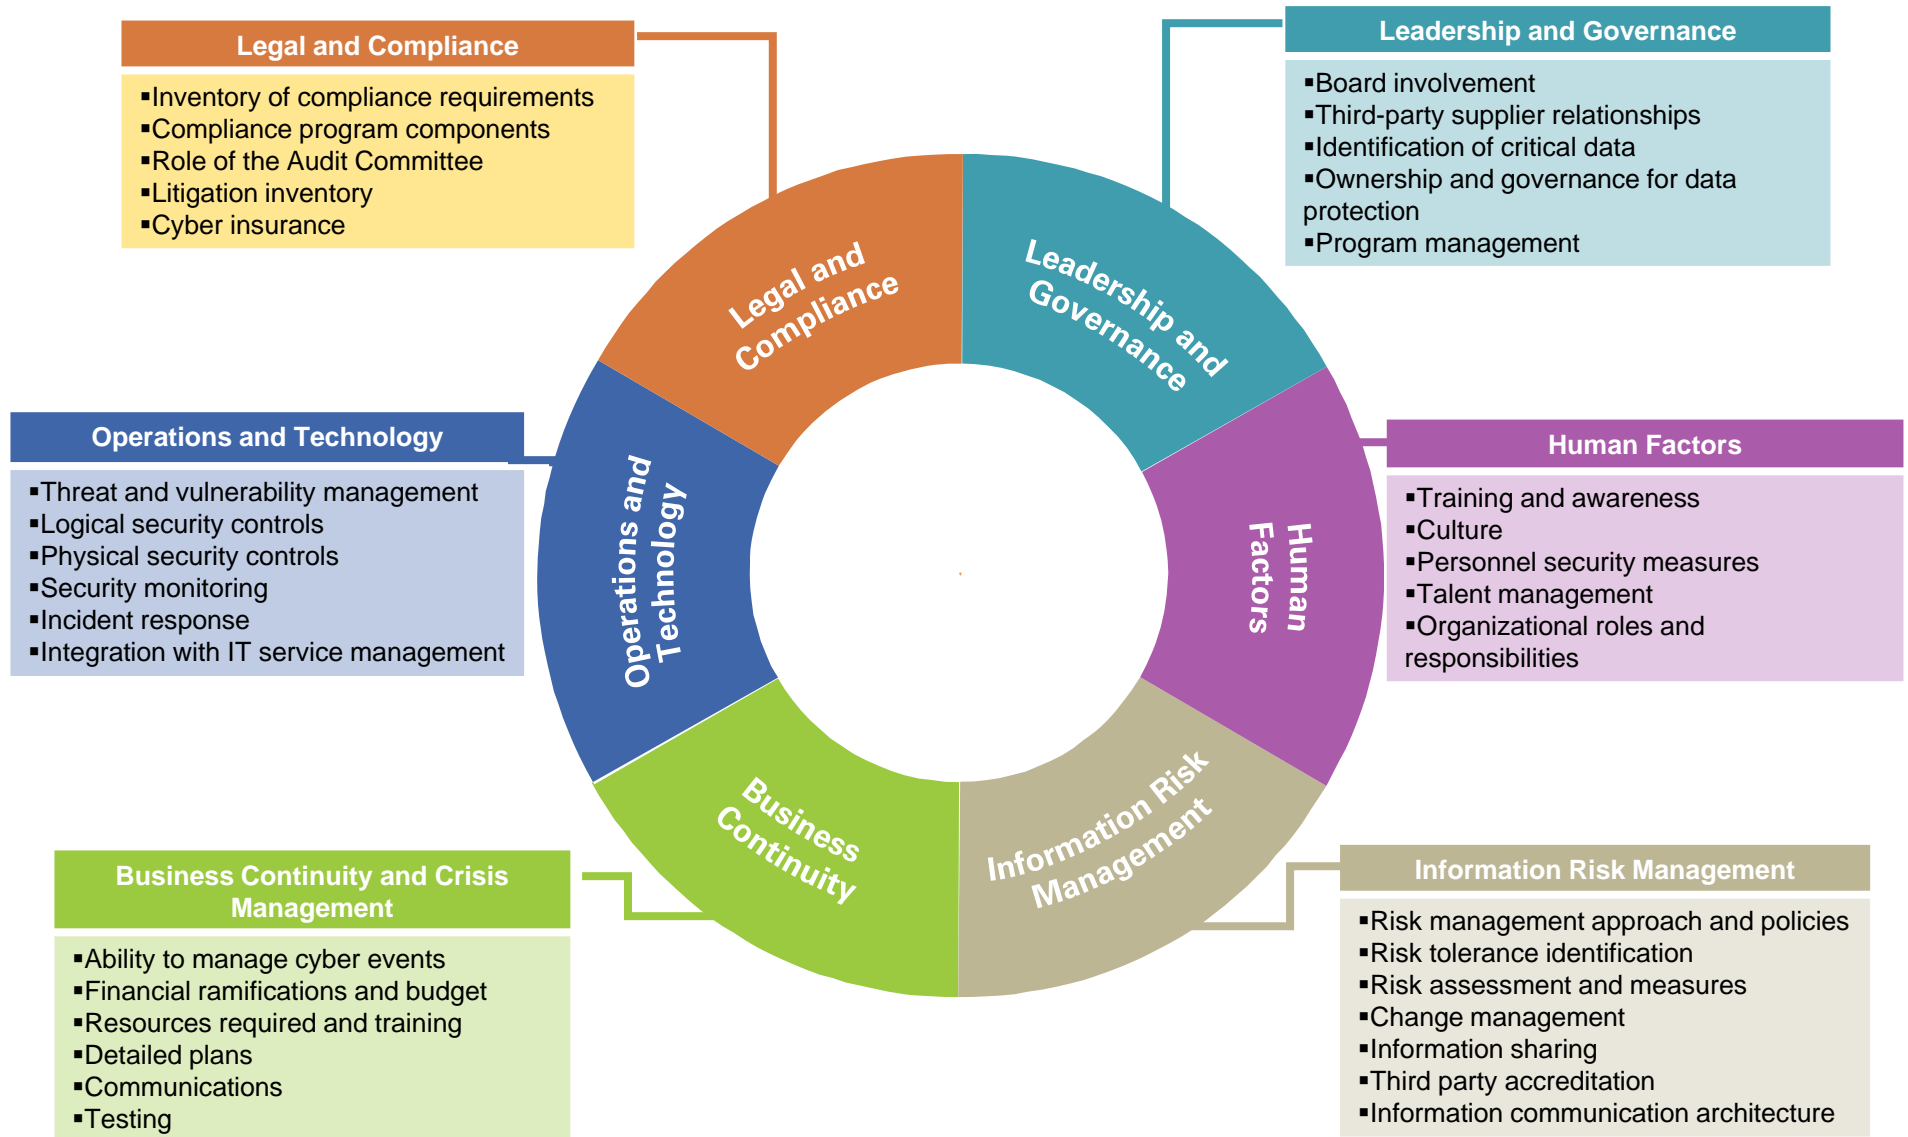 Legal and Compliance
▪Inventory of compliance requirements
▪Compliance program components
▪Role of the Audit Committee
▪Litigation inventory
▪Cyber insurance
Leadership and Governance
▪Board involvement
▪Third-party supplier relationships
▪Identification of critical data
▪Ownership and governance for data
protection
▪Program management
Legal and
Compliance
Leadership and
Governance
Operations and Technology
▪Threat and vulnerability management
▪Logical security controls
▪Physical security controls
▪Security monitoring
▪Incident response
▪Integration with IT service management
Operations and
Technology
Human
Factors
Human Factors
▪Training and awareness
▪Culture
▪Personnel security measures
▪Talent management
▪Organizational roles and
responsibilities
Business
Continuity
Information Risk
Management
Business Continuity and Crisis
Management
▪Ability to manage cyber events
▪Financial ramifications and budget
▪Resources required and training
▪Detailed plans
▪Communications
▪Testing
Information Risk Management
▪Risk management approach and policies
▪Risk tolerance identification
▪Risk assessment and measures
▪Change management
▪Information sharing
▪Third party accreditation
▪Information communication architecture